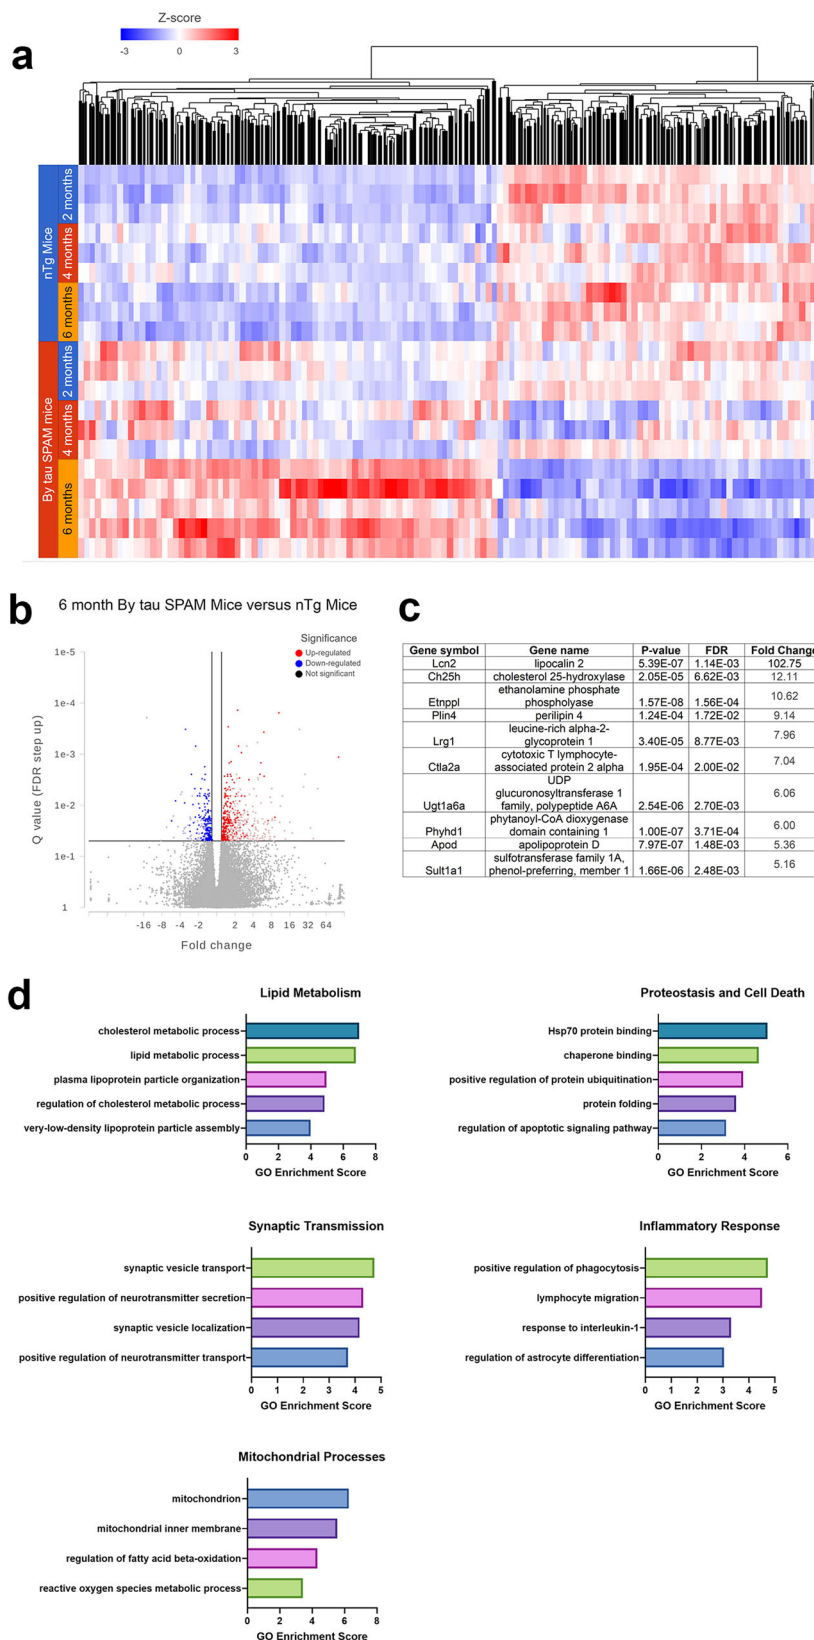 Z-score
-3 0 3
a
nTg Mice
2 months
4 months
6 months
By tau SPAM mice
2 months
4 months
6 months
b
6 month By tau SPAM Mice versus nTg Mice
Significance
Up-regulated
Down-regulated
Not significant
Q value (FDR step up)
1e-5
1e-4
1e-3
1e-2
1e-1
1
-16 -8 -4 -2 2 4 8 16 32 64
Fold change
c
Gene symbol Gene name P-value FDR Fold Change
Lcn2 lipocalin 2 5.39E-07 1.14E-03 102.75
Ch25h cholesterol 25-hydroxylase 2.05E-05 6.62E-03 12.11
ethanolamine phosphate
Etnppl phospholyase 1.57E-08 1.56E-04 10.62
Plin4 perilipin 4 1.24E-04 1.72E-02 9.14
leucine-rich alpha-2-
Lrg1 glycoprotein 1 3.40E-05 8.77E-03 7.96
cytotoxic T lymphocyte-
Ctla2a associated protein 2 alpha 1.95E-04 2.00E-02 7.04
UDP
glucuronosyltransferase 1
Ugt1a6a family, polypeptide A6A 2.54E-06 2.70E-03 6.06
phytanoyl-CoA dioxygenase
Phyhd1 domain containing 1 1.00E-07 3.71E-04 6.00
Apod apolipoprotein D 7.97E-07 1.48E-03 5.36
sulfotransferase family 1A,
Sult1a1 phenol-preferring, member 1 1.66E-06 2.48E-03 5.16
d
Lipid Metabolism
cholesterol metabolic process
lipid metabolic process
plasma lipoprotein particle organization
regulation of cholesterol metabolic process
very-low-density lipoprotein particle assembly
0 2 4 6 8
GO Enrichment Score
Proteostasis and Cell Death
Hsp70 protein binding
chaperone binding
positive regulation of protein ubiquitination
protein folding
regulation of apoptotic signaling pathway
0 2 4 6
GO Enrichment Score
Synaptic Transmission
synaptic vesicle transport
positive regulation of neurotransmitter secretion
synaptic vesicle localization
positive regulation of neurotransmitter transport
0 1 2 3 4 5
GO Enrichment Score
Inflammatory Response
positive regulation of phagocytosis
lymphocyte migration
response to interleukin-1
regulation of astrocyte differentiation
0 1 2 3 4 5
GO Enrichment Score
Mitochondrial Processes
mitochondrion
mitochondrial inner membrane
regulation of fatty acid beta-oxidation
reactive oxygen species metabolic process
0 2 4 6 8
GO Enrichment Score